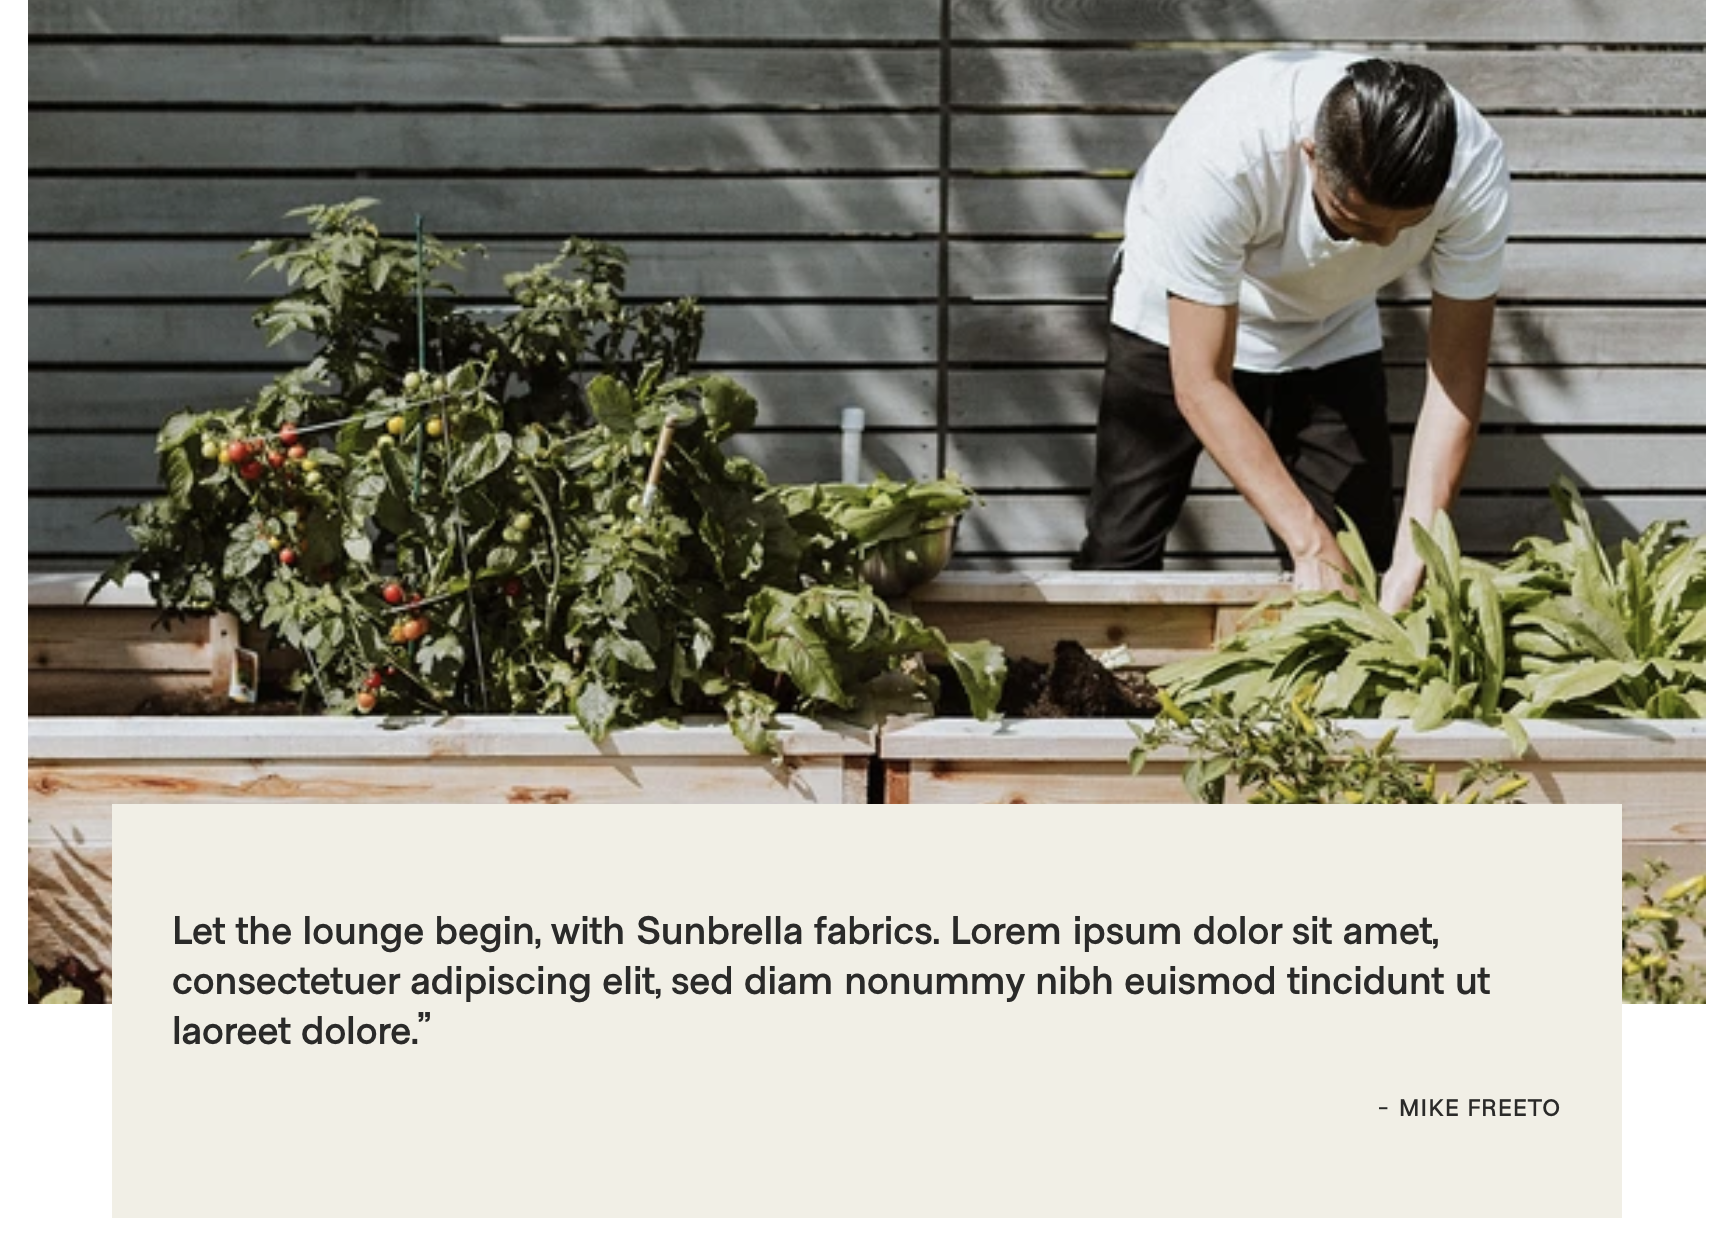 Let the lounge begin, with Sunbrella fabrics. Lorem ipsum dolor sit amet,
consectetuer adipiscing elit, sed diam nonummy nibh euismod tincidunt ut
laoreet dolore.”
- MIKE FREETO